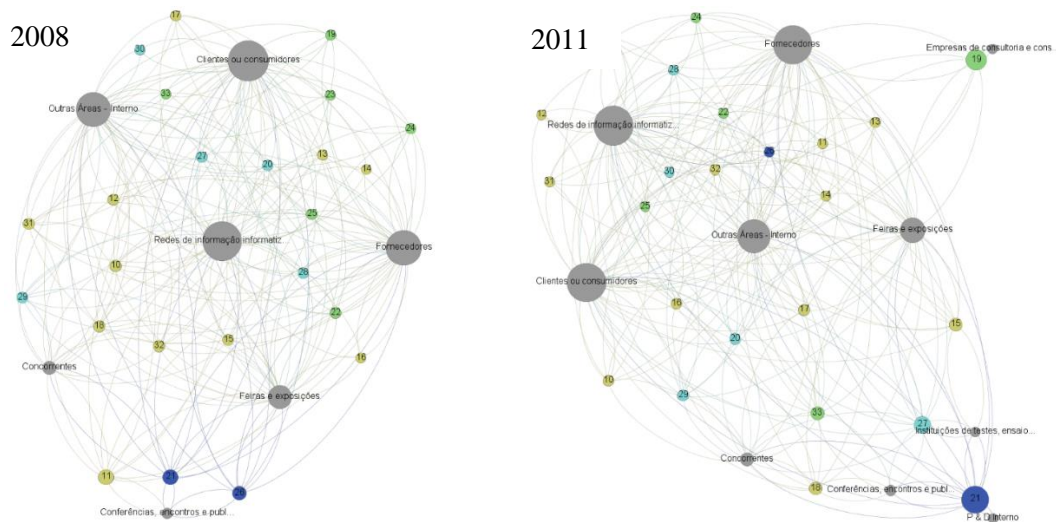 2008
17
30
Clientes ou consumidores
19
Outras Áreas - Interno
33
23
24
27
20
13
14
12
31
25
Redes de informação informatiz.
Fornecedores
10
28
29
22
18
32
15
16
Concorrentes
Feiras e exposições
11
21
26
Conferências, encontros e publ...
2011
24
Fornecedores
Empresas de consultoria e cons...
19
28
12
22
Redes de informação informatiz...
13
11
26
30
32
31
14
25
Outras Áreas - Interno
Feiras e exposições
Clientes ou consumidores
16
17
15
20
10
29
33
27
Instituições de testes, ensaio...
Concorrentes
18
Conferências, encontros e publ...
21
P & D Interno